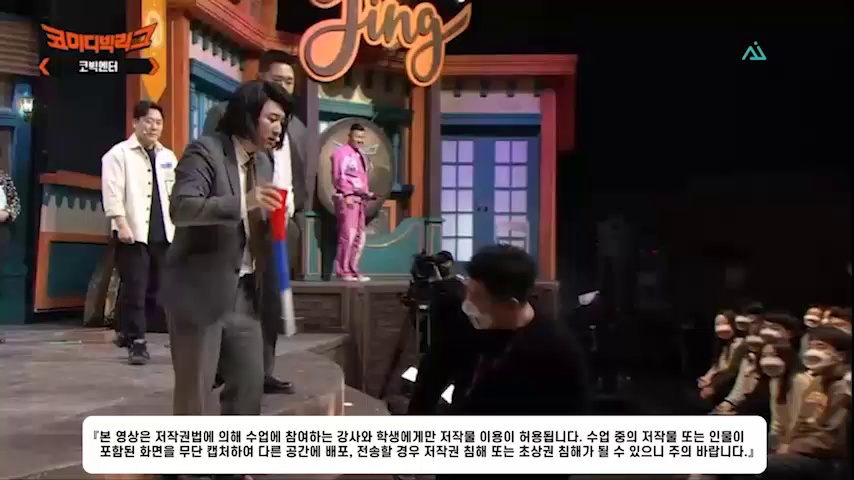 코미디빅리그
코빅엔터
Jing
『본 영상은 저작권법에 의해 수업에 참여하는 강사와 학생에게만 저작물 이용이 허용됩니다. 수업 중의 저작물 또는 인물이
포함된 화면을 무단 캡처하여 다른 공간에 배포, 전송할 경우 저작권 침해 또는 초상권 침해가 될 수 있으니 주의 바랍니다.』